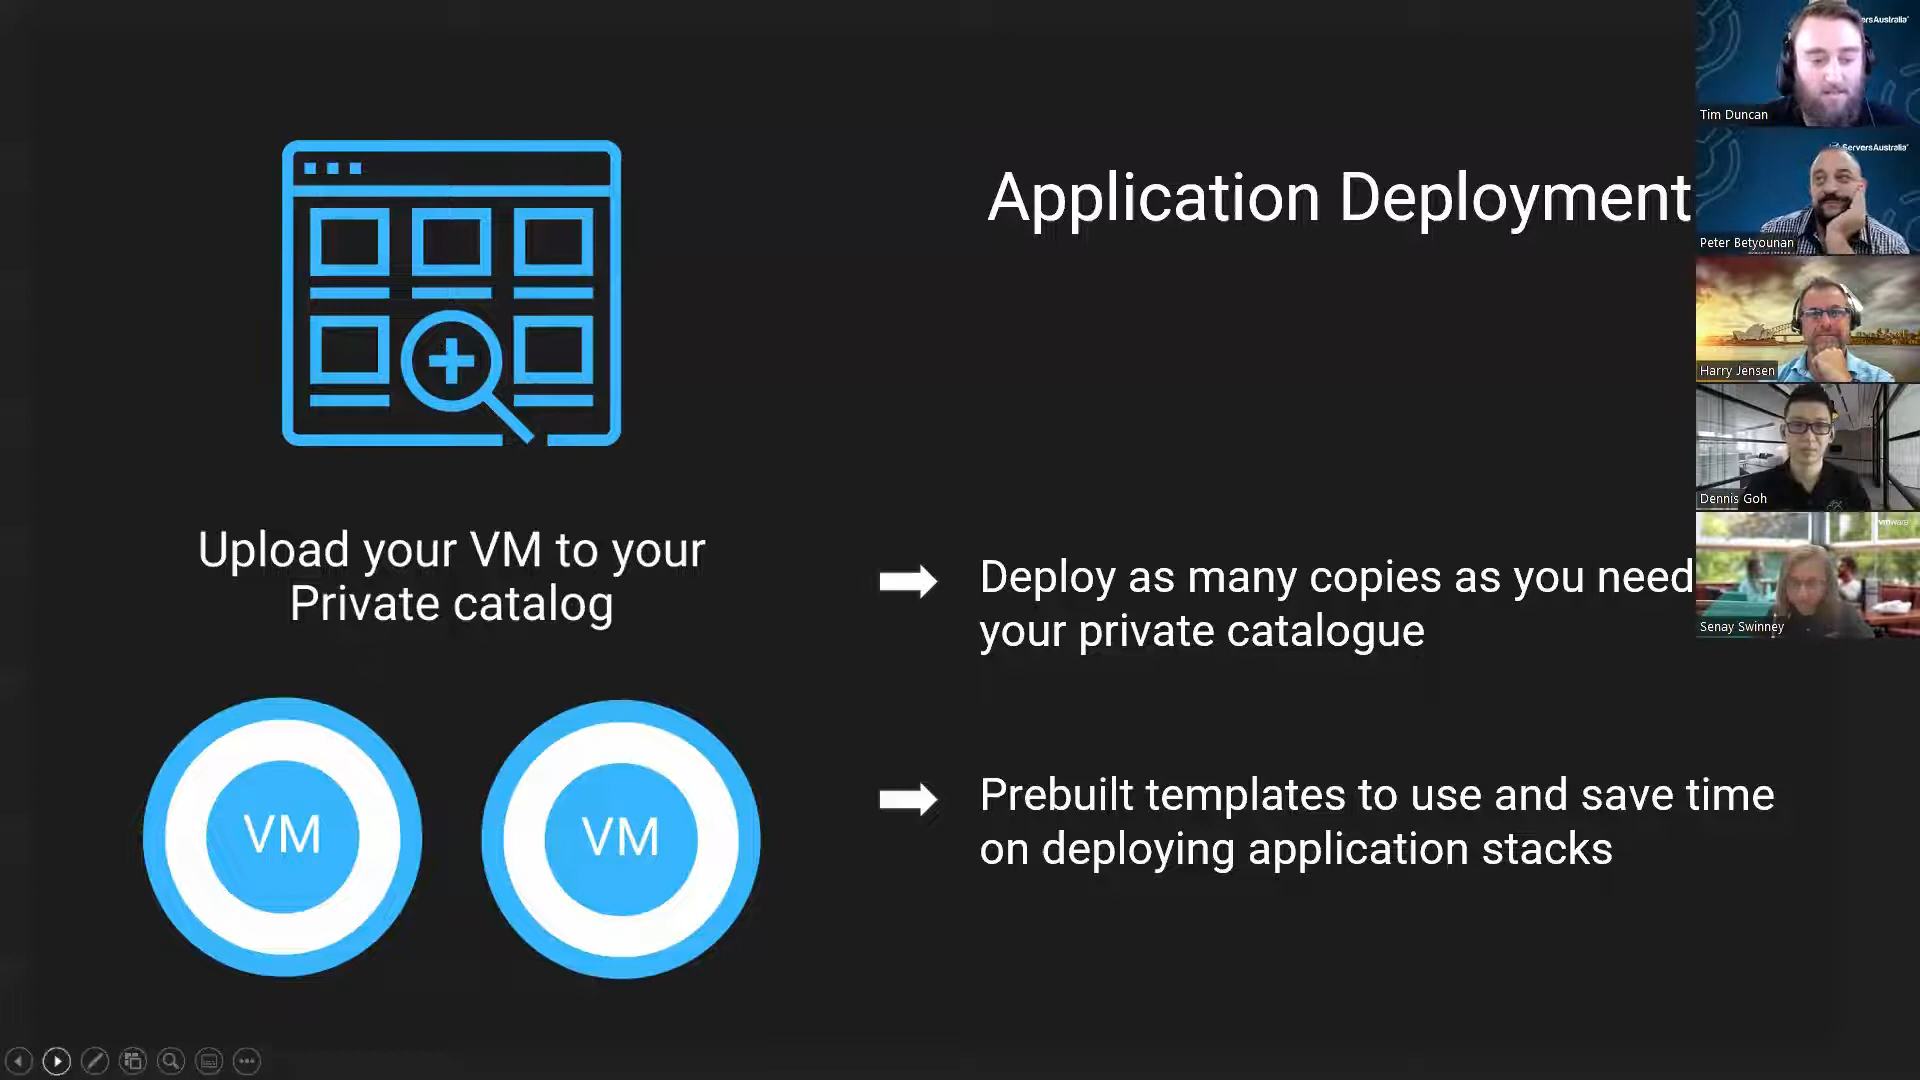 Application Deployment
Upload your VM to your
Private catalog
VM
VM
Deploy as many copies as you need
your private catalogue
Prebuilt templates to use and save time
on deploying application stacks
ersAustralia
Tim Duncan
ServersAustralia
Peter Betyounan
Harry Jensen
Dennis Goh
vmware
Senay Swinney